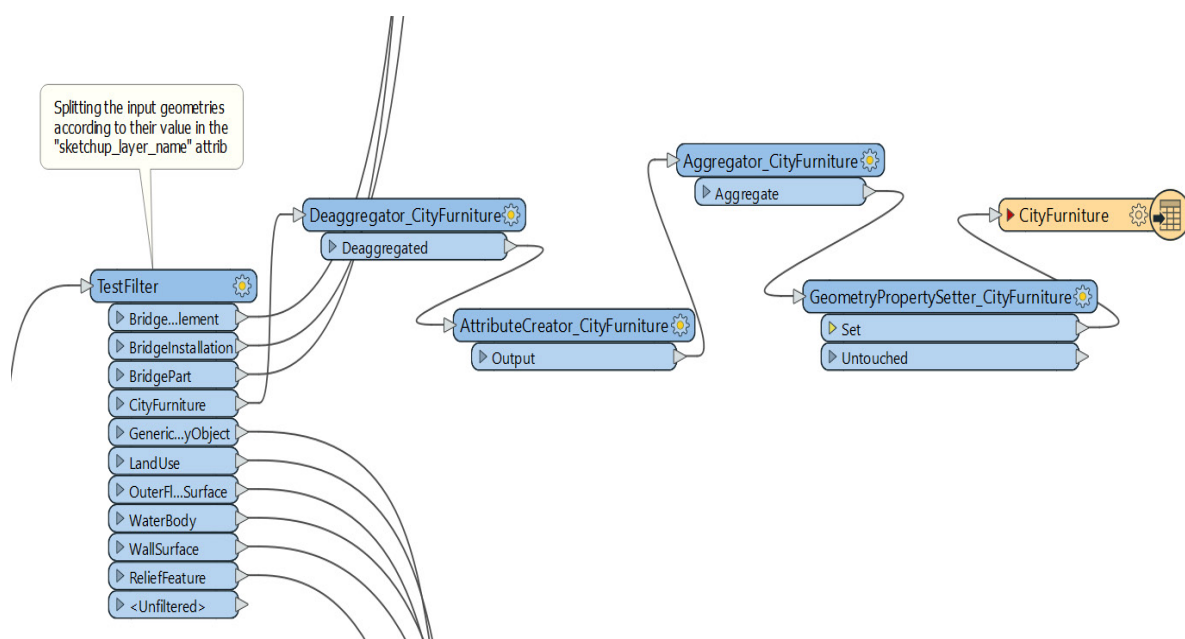 Splitting the input geometries
according to their value in the
"sketchup_layer_name" attrib
TestFilter
Bridge...lement
BridgeInstallation
BridgePart
CityFurniture
Generic...yObject
LandUse
OuterFl...Surface
WaterBody
WallSurface
ReliefFeature
<Unfiltered>
Deaggregator_CityFurniture
Deaggregated
AttributeCreator_CityFurniture
Output
Aggregator_CityFurniture
Aggregate
GeometryPropertySetter_CityFurniture
Set
Untouched
CityFurniture